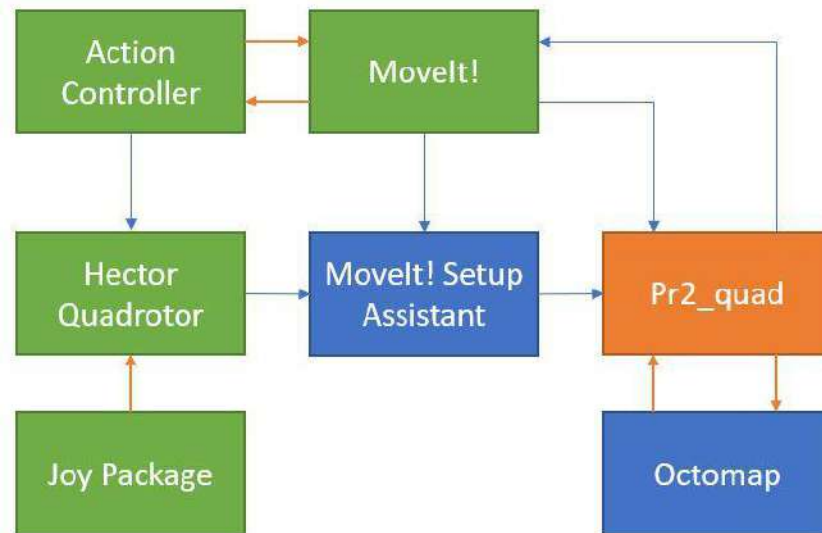 Action
Controller
MoveIt!
Hector
Quadrotor
MoveIt! Setup
Assistant
Pr2_quad
Joy Package
Octomap